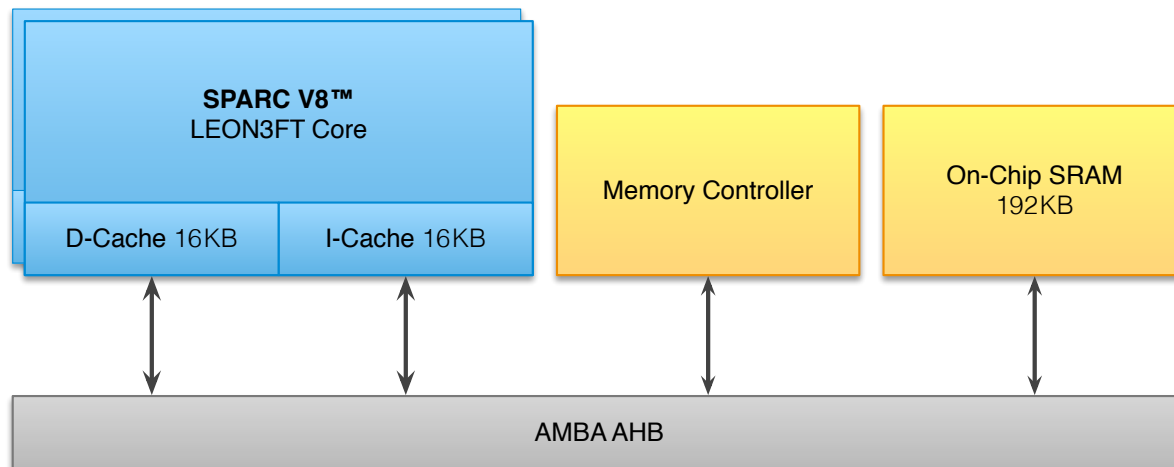 SPARC V8™
LEON3FT Core
D-Cache 16KB
I-Cache 16KB
Memory Controller
On-Chip SRAM
192KB
AMBA AHB